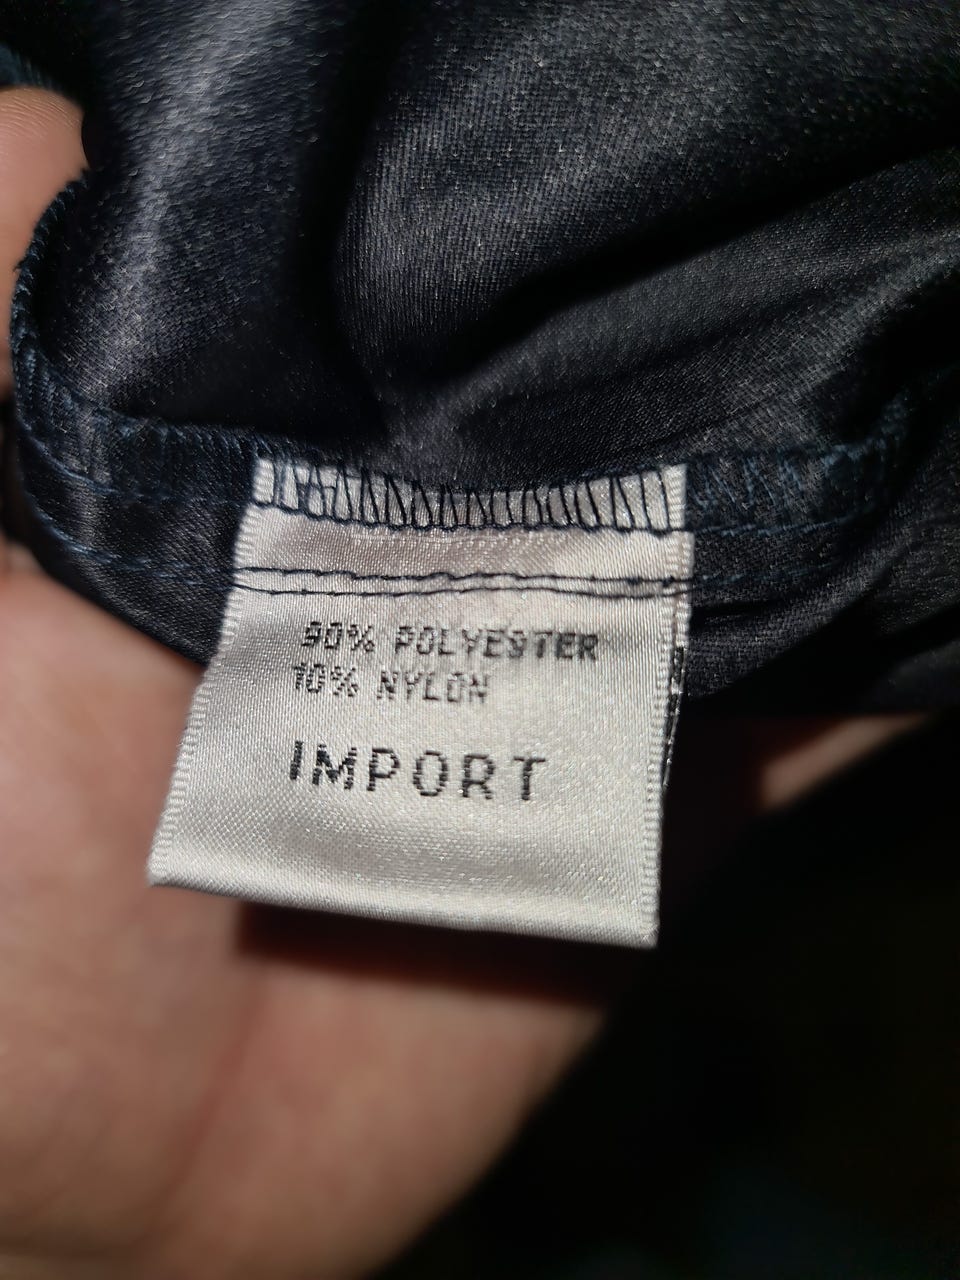 90% POLYESTER
10% NYLON
IMPORT